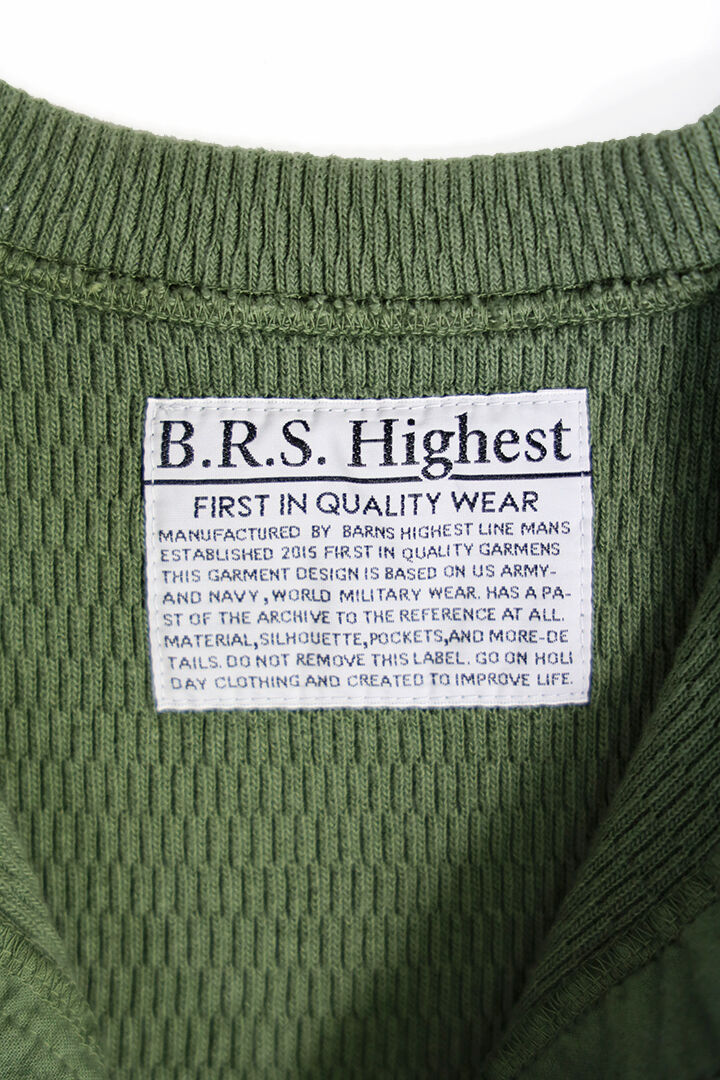 B.R.S. Highest
FIRST IN QUALITY WEAR
MANUFACTURED BY BARNS HIGHEST LINE MANS
ESTABLISHED 2015 FIRST IN QUALITY GARMENS
THIS GARMENT DESIGN IS BASED ON US ARMY-
AND NAVY, WORLD MILITARY WEAR. HAS A PA-
ST OF THE ARCHIVE TO THE REFERENCE AT ALL.
MATERIAL,SILHOUETTE,POCKETS,AND MORE-DE
TAILS. DO NOT REMOVE THIS LABEL. GO ON HOLI
DAY CLOTHING AND CREATED TO IMPROVE LIFE.